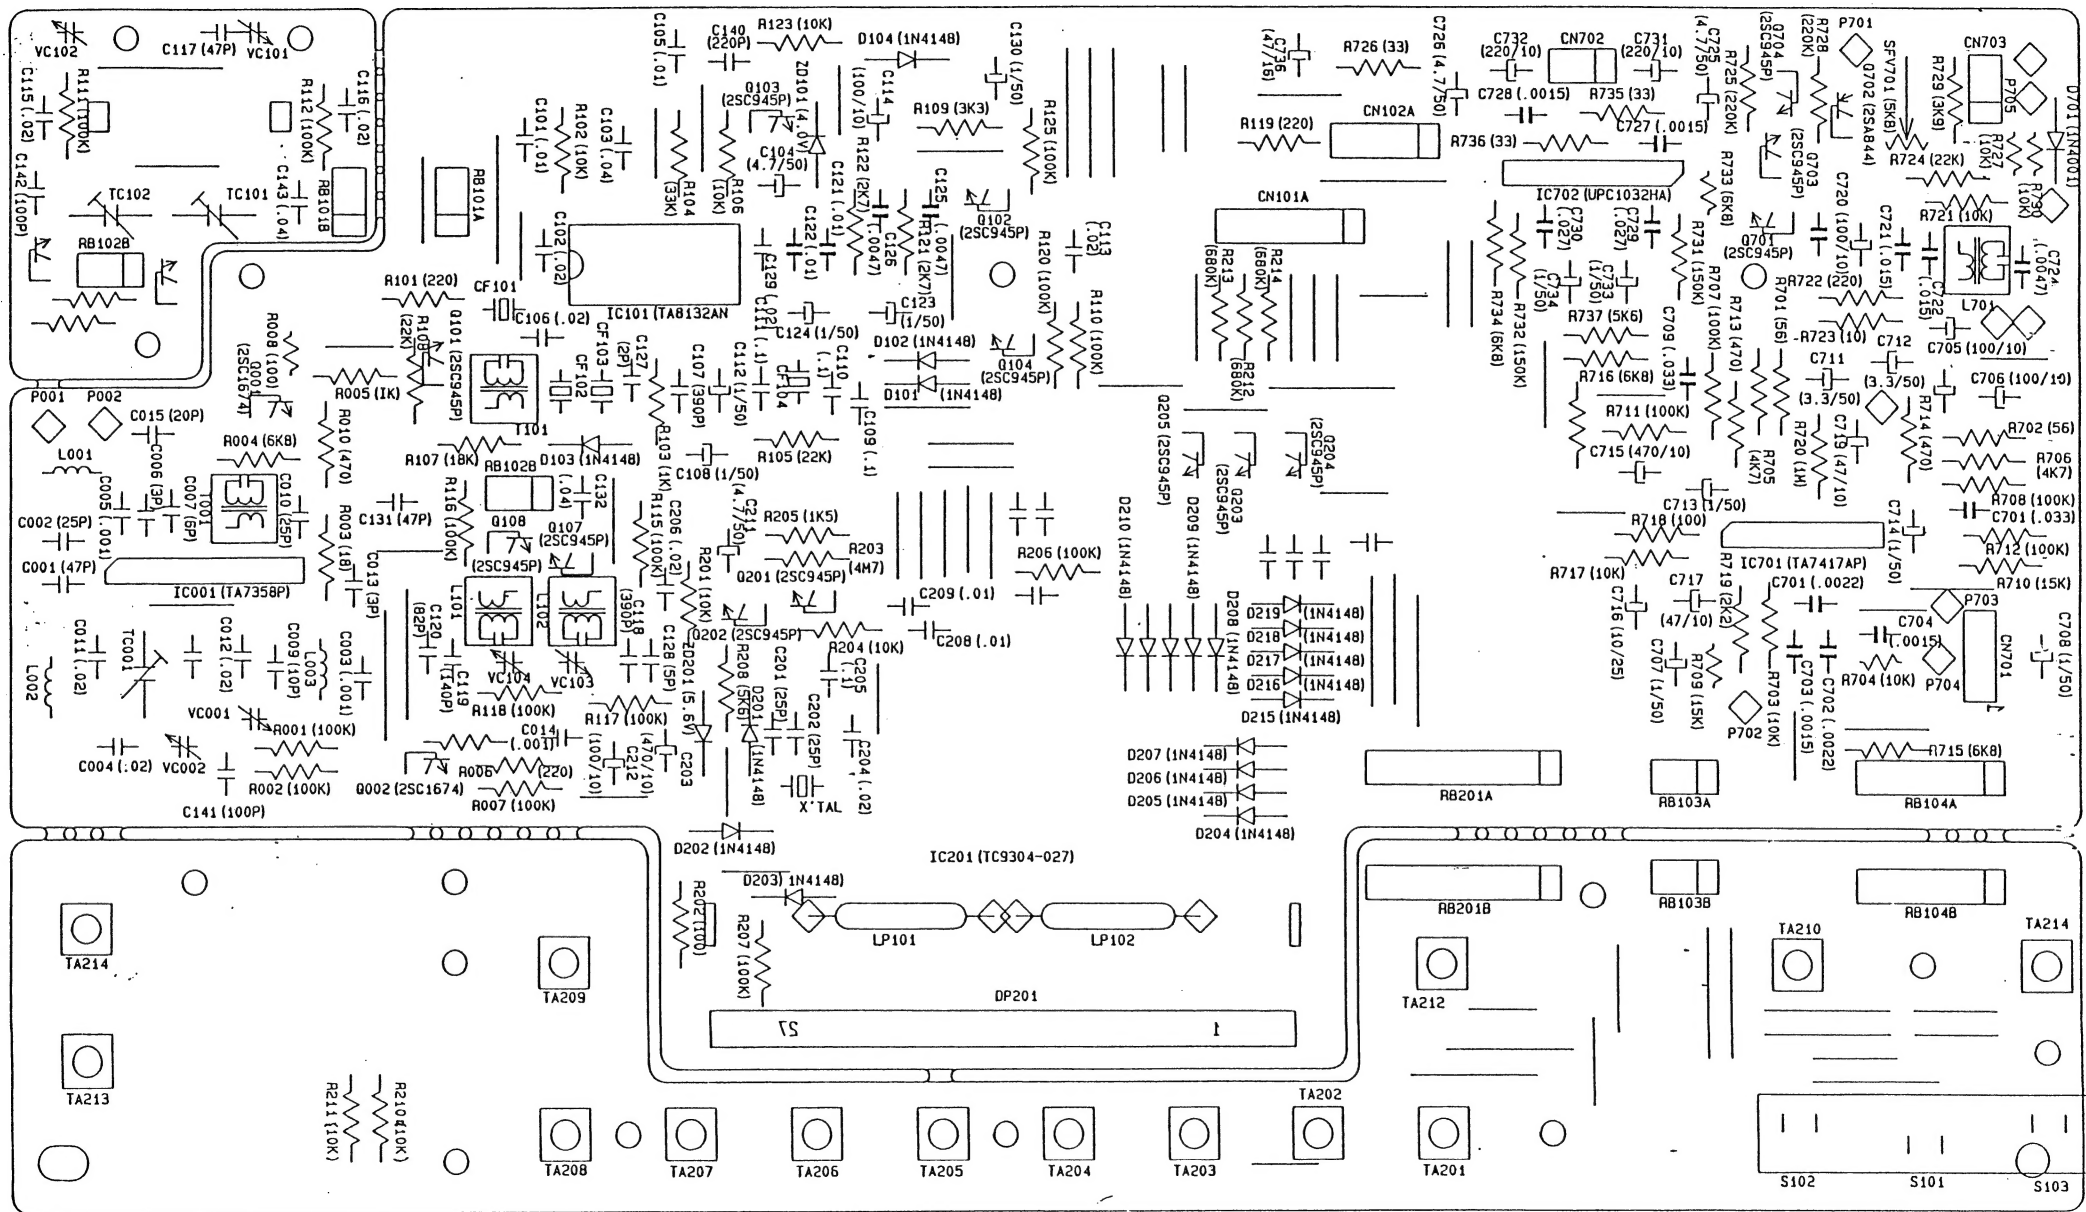 VC102
C117 (47P)
VC101
C115 (.02)
R111 (100K)
R112 (100K)
C116 (.02)
C142 (100P)
TC102
TC101
C143 (.04)
RB101B
RB102B
RB101A
C105 (.01)
C140
(220P)
R123 (10K)
D104 (1N4148)
C130 (1/50)
Q103
(2SC945P)
C114
(100/10)
R109 (3K3)
R125 (100K)
C101 (.01)
R102 (10K)
C103 (.04)
R104
(33K)
R106
(10K)
C104
(4.7/50)
R122 (2K7)
C121 (.01)
C122 (.01)
C125
(.0047)
C126
(.0047)
R121 (2K7)
Q102
(2SC945P)
C102 (.02)
C129 (.02)
R120 (100K)
C113
(.02)
IC101 (TA8132AN
R101 (220)
CF101
C106 (.02)
C124 (1/50)
C123
(1/50)
C111 (.1)
D102 (1N4148)
D101 (1N4148)
Q104
(2SC945P)
R110 (100K)
R108
(22K)
Q101 (2SC945P)
CF102
CF103
C127
(2P)
C107 (390P)
C112 (1/50)
CF104
C110
(.1)
C109 (.1)
T101
R107 (18K)
D103 (1N4148)
R103 (1K)
C108 (1/50)
R105 (22K)
RB102B
C132
(.04)
R008 (100)
Q001
(2SC1674)
R005 (IK)
P001
P002
C015 (20P)
L001
C006 (3P)
R004 (6K8)
R010 (470)
C005 (.001)
C007 (6P)
T001
C010 (25P)
C002 (25P)
C001 (47P)
R003 (18)
C131 (47P)
C013 (3P)
IC001 (TA7358P)
R116 (100K)
Q108
(2SC945P)
Q107
(2SC945P)
R115 (100K)
C206 (.02)
C211
(4.7/50)
R205 (1K5)
R203
(4M7)
Q201 (2SC945P)
R201 (10K)
Q202 (2SC945P)
R204 (10K)
R206 (100K)
C209 (.01)
C208 (.01)
L101
L102
C120
(82P)
C119
(140P)
C118
(390P)
C128 (5P)
VC104
VC103
R118 (100K)
R117 (100K)
ZD201 (5.6V)
R208 (5K6)
D201
(1N4148)
C201 (25P)
C202 (25P)
C205
(.1)
C204 (.02)
X'TAL
L002
C011 (.02)
TC001
C012 (.02)
C009 (10P)
L003
C003 (.001)
VC001
R001 (100K)
C004 (.02)
VC002
R002 (100K)
C141 (100P)
Q002 (2SC1674)
C014
(.001)
R006
(220)
R007 (100K)
C212
(100/10)
C203
(470/10)
D202 (1N4148)
D203) 1N4148)
IC201 (TC9304-027)
R202 (100)
R207 (100K)
LP101
LP102
DP201
27
1
C736
(47/16)
R726 (33)
C726 (4.7/50)
C732
(220/10)
CN702
C731
(220/10)
C728 (.0015)
R735 (33)
R119 (220)
CN102A
R736 (33)
C727 (.0015)
IC702 (UPC1032HA)
CN101A
R213
(680K)
R214
(680K)
R212
(680K)
C730
(.027)
C729
(.027)
C734
(1/50)
C733
(1/50)
R734 (6K8)
R732 (150K)
R737 (5K6)
R716 (6K8)
R711 (100K)
C715 (470/10)
C709 (.033)
R731 (150K)
R733 (6K8)
R707 (100K)
R713 (470)
R701 (56)
C725
(4.7/50)
R725 (220K)
Q704
(2SC945P)
R728
(220K)
P701
Q702 (2SA844)
SFV701 (5K8)
R729 (3K9)
CN703
P705
D701 (1N4001)
Q703
(2SC945P)
R724 (22K)
R727
(10K)
R730
(10K)
R721 (10K)
Q701
(2SC945P)
C720 (100/10)
C721 (.015)
C722
(.015)
L701
C724
(.0047)
R722 (220)
R723 (10)
C705 (100/10)
C711
(3.3/50)
C712
(3.3/50)
C706 (100/10)
R702 (56)
R706
(4K7)
R708 (100K)
C701 (.033)
R712 (100K)
R710 (15K)
R705
(4K7)
R720 (1M)
C719 (47/10)
R714 (470)
C713 (1/50)
R718 (100)
R717 (10K)
C714 (1/50)
IC701 (TA7417AP)
C716 (10/25)
C717
(47/10)
R719 (2K2)
C701 (.0022)
C704
(.0015)
P703
CN701
1
C708 (1/50)
C707 (1/50)
R709 (15K)
R703 (10K)
C703 (.0015)
C702 (.0022)
R704 (10K)
P704
P702
R715 (6K8)
Q205 (2SC945P)
Q203
(2SC945P)
Q204
(2SC945P)
D210 (1N4148)
D209 (1N4148)
D208 (1N4148)
D219 (1N4148)
D218 (1N4148)
D217 (1N4148)
D216 (1N4148)
D215 (1N4148)
D207 (1N4148)
D206 (1N4148)
D205 (1N4148)
D204 (1N4148)
RB201A
RB103A
RB104A
RB201B
RB103B
RB104B
TA214
TA209
TA212
TA210
TA214
TA213
R211 (10K)
R210
TA208
TA207
TA206
TA205
TA204
TA203
TA202
TA201
S102
S101
S103